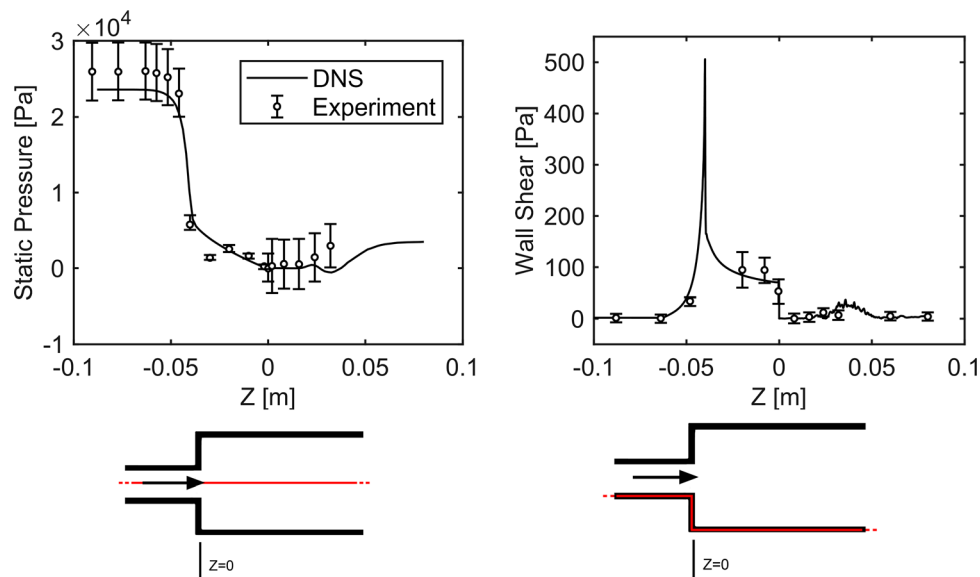 ×10⁴
3
2
1
0
-1
Static Pressure [Pa]
DNS
Experiment
-0.1 -0.05 0 0.05 0.1
Z [m]
500
400
300
200
100
0
Wall Shear [Pa]
-0.1 -0.05 0 0.05 0.1
Z [m]
Z=0
Z=0